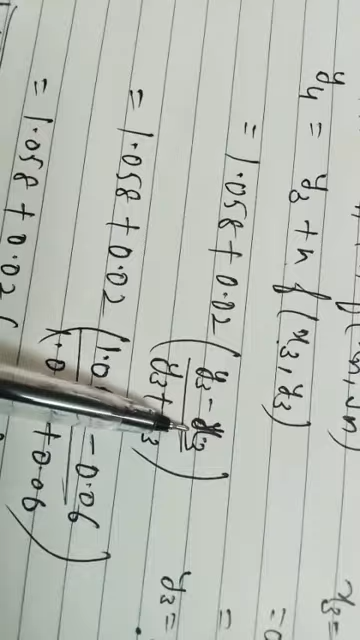 y₄ = y₃ + h f(x₃, y₃)
= 1.058 + 0.02 (y₃ - x₃ / y₃ + x₃)
= 1.058 + 0.02 (1.0 - 0.06 / 1.0 + 0.06)
= 1.058 + 0.02 (
x₃ =
y₃ =